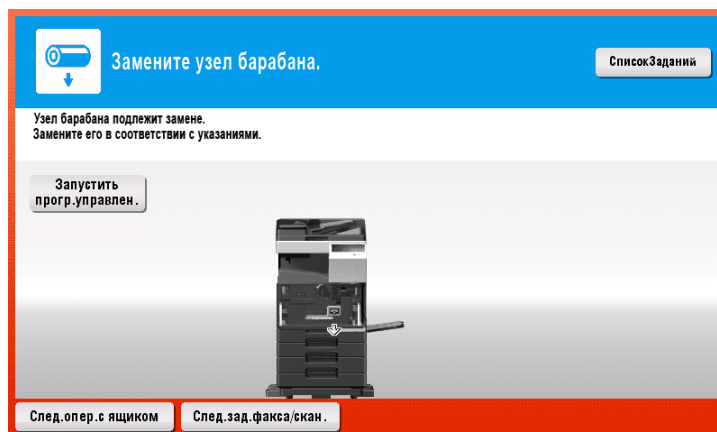 Замените узел барабана.
СписокЗаданий
Узел барабана подлежит замене.
Замените его в соответствии с указаниями.
Запустить
прогр.управлен.
След.опер.с ящиком
След.зад.факса/скан.